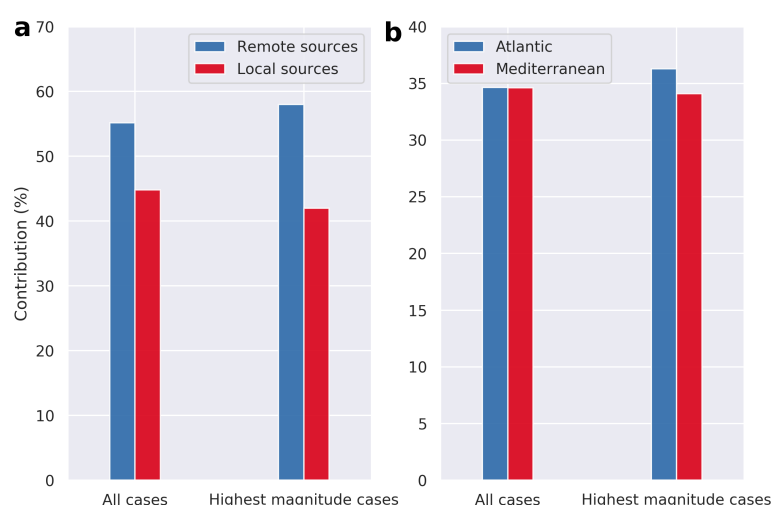 a
70
60
50
40
30
20
10
0
Contribution (%)
Remote sources
Local sources
All cases
Highest magnitude cases
b
40
35
30
25
20
15
10
5
0
Atlantic
Mediterranean
All cases
Highest magnitude cases